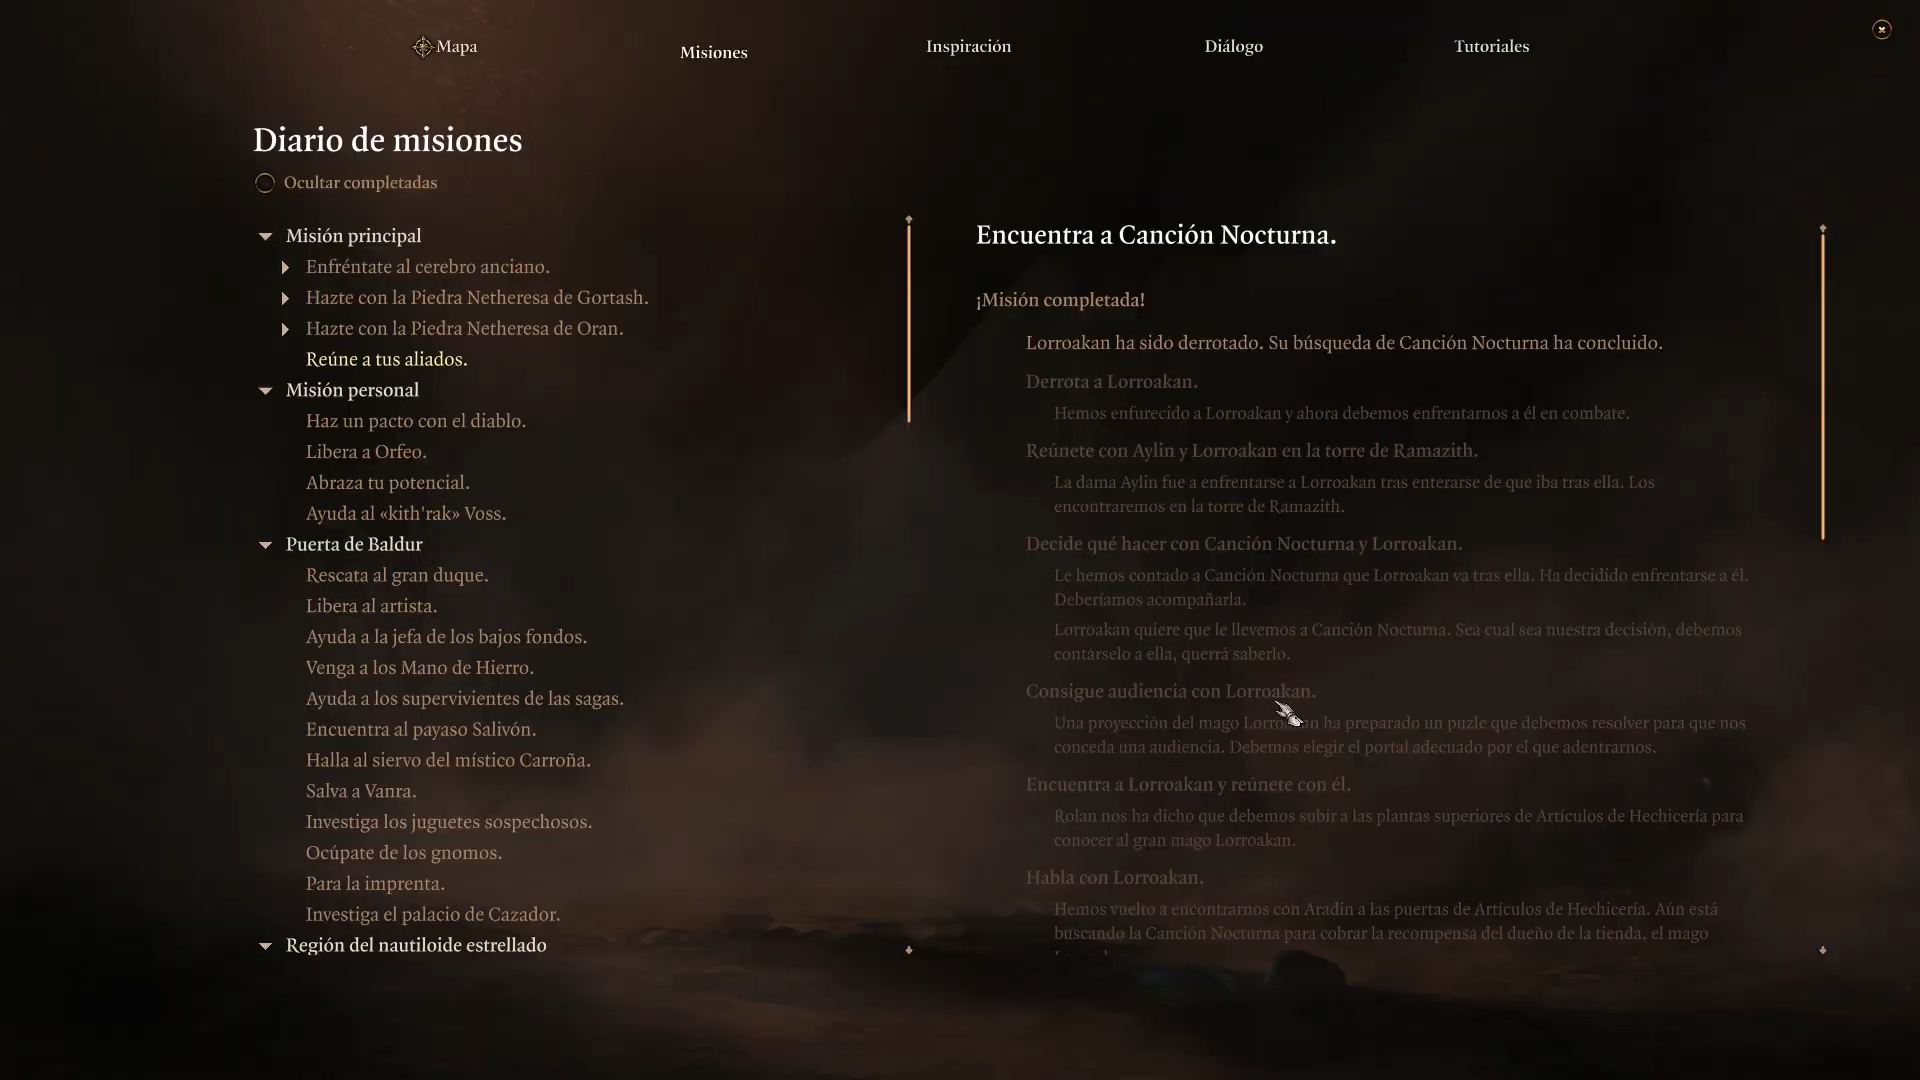 Mapa
Misiones
Inspiración
Diálogo
Tutoriales
Diario de misiones
Ocultar completadas
Misión principal
Enfréntate al cerebro anciano.
Hazte con la Piedra Netheresa de Gortash.
Hazte con la Piedra Netheresa de Oran.
Reúne a tus aliados.
Misión personal
Haz un pacto con el diablo.
Libera a Orfeo.
Abraza tu potencial.
Ayuda al «kith'rak» Voss.
Puerta de Baldur
Rescata al gran duque.
Libera al artista.
Ayuda a la jefa de los bajos fondos.
Venga a los Mano de Hierro.
Ayuda a los supervivientes de las sagas.
Encuentra al payaso Salivón.
Halla al siervo del místico Carroña.
Salva a Vanra.
Investiga los juguetes sospechosos.
Ocúpate de los gnomos.
Para la imprenta.
Investiga el palacio de Cazador.
Región del nautiloide estrellado
Encuentra a Canción Nocturna.
¡Misión completada!
Lorroakan ha sido derrotado. Su búsqueda de Canción Nocturna ha concluido.
Derrota a Lorroakan.
Hemos enfurecido a Lorroakan y ahora debemos enfrentarnos a él en combate.
Reúnete con Aylin y Lorroakan en la torre de Ramazith.
La dama Aylin fue a enfrentarse a Lorroakan tras enterarse de que iba tras ella. Los
encontraremos en la torre de Ramazith.
Decide qué hacer con Canción Nocturna y Lorroakan.
Le hemos contado a Canción Nocturna que Lorroakan va tras ella. Ha decidido enfrentarse a él.
Deberíamos acompañarla.
Lorroakan quiere que le llevemos a Canción Nocturna. Sea cual sea nuestra decisión, debemos
contárselo a ella, querrá saberlo.
Consigue audiencia con Lorroakan.
Una proyección del mago Lorroakan ha preparado un puzle que debemos resolver para que nos
conceda una audiencia. Debemos elegir el portal adecuado por el que adentrarnos.
Encuentra a Lorroakan y reúnete con él.
Rolan nos ha dicho que debemos subir a las plantas superiores de Artículos de Hechicería para
conocer al gran mago Lorroakan.
Habla con Lorroakan.
Hemos vuelto a encontrarnos con Aradin a las puertas de Artículos de Hechicería. Aún está
buscando la Canción Nocturna para cobrar la recompensa del dueño de la tienda, el mago